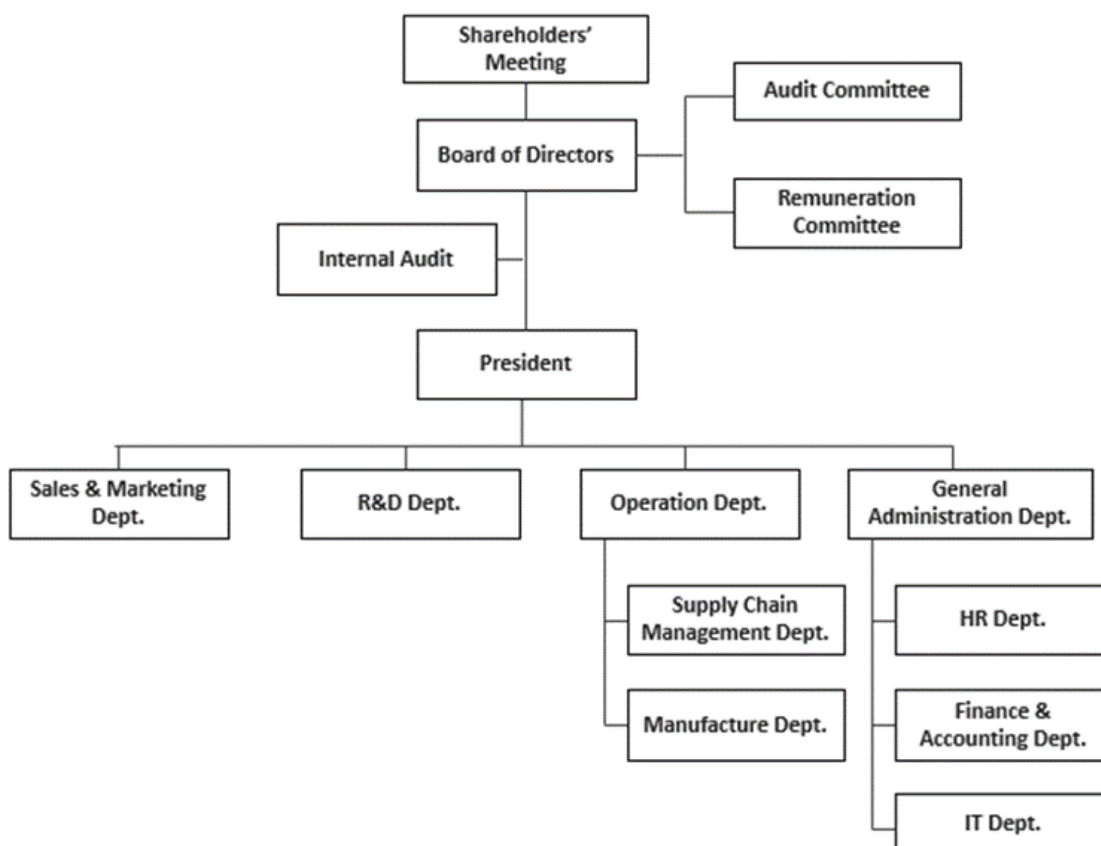 Shareholders’
Meeting
Audit Committee
Board of Directors
Remuneration
Committee
Internal Audit
President
Sales & Marketing
Dept.
R&D Dept.
Operation Dept.
General
Administration Dept.
Supply Chain
Management Dept.
HR Dept.
Manufacture Dept.
Finance &
Accounting Dept.
IT Dept.